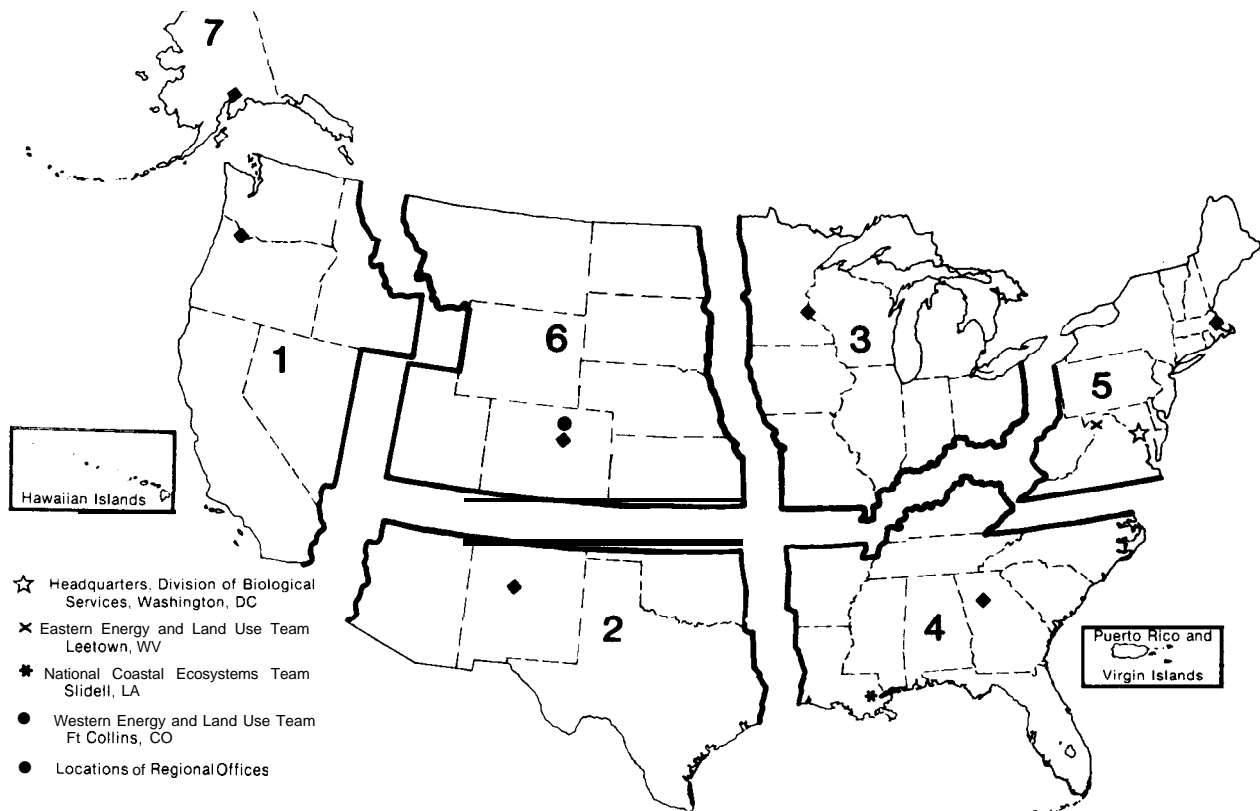 7
1
6
3
5
2
4
Hawaiian Islands
Puerto Rico and
Virgin Islands
Headquarters, Division of Biological
Services, Washington, DC
Eastern Energy and Land Use Team
Leetown, WV
National Coastal Ecosystems Team
Slidell, LA
Western Energy and Land Use Team
Ft Collins, CO
Locations of Regional Offices